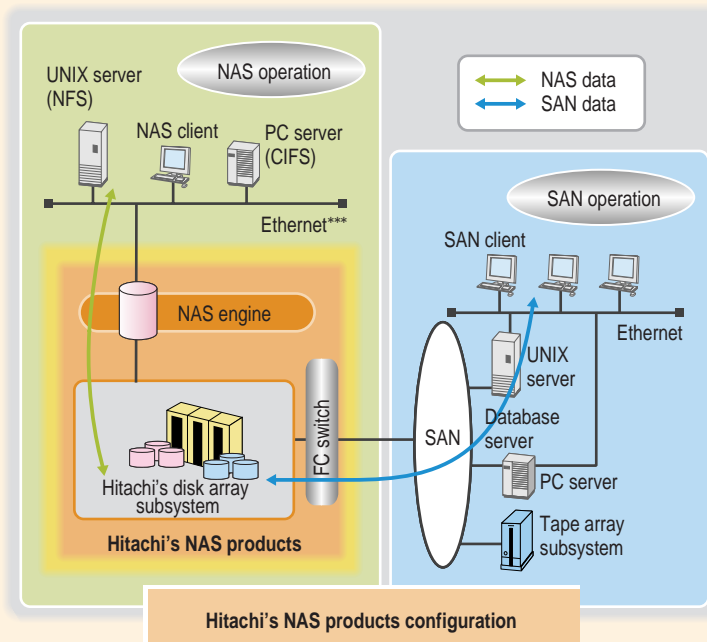 NAS operation
UNIX server
(NFS)
NAS client
PC server
(CIFS)
Ethernet***
NAS engine
FC switch
Hitachi's disk array
subsystem
Hitachi's NAS products
NAS data
SAN data
SAN operation
SAN client
Ethernet
UNIX
server
SAN
Database
server
PC server
Tape array
subsystem
Hitachi's NAS products configuration